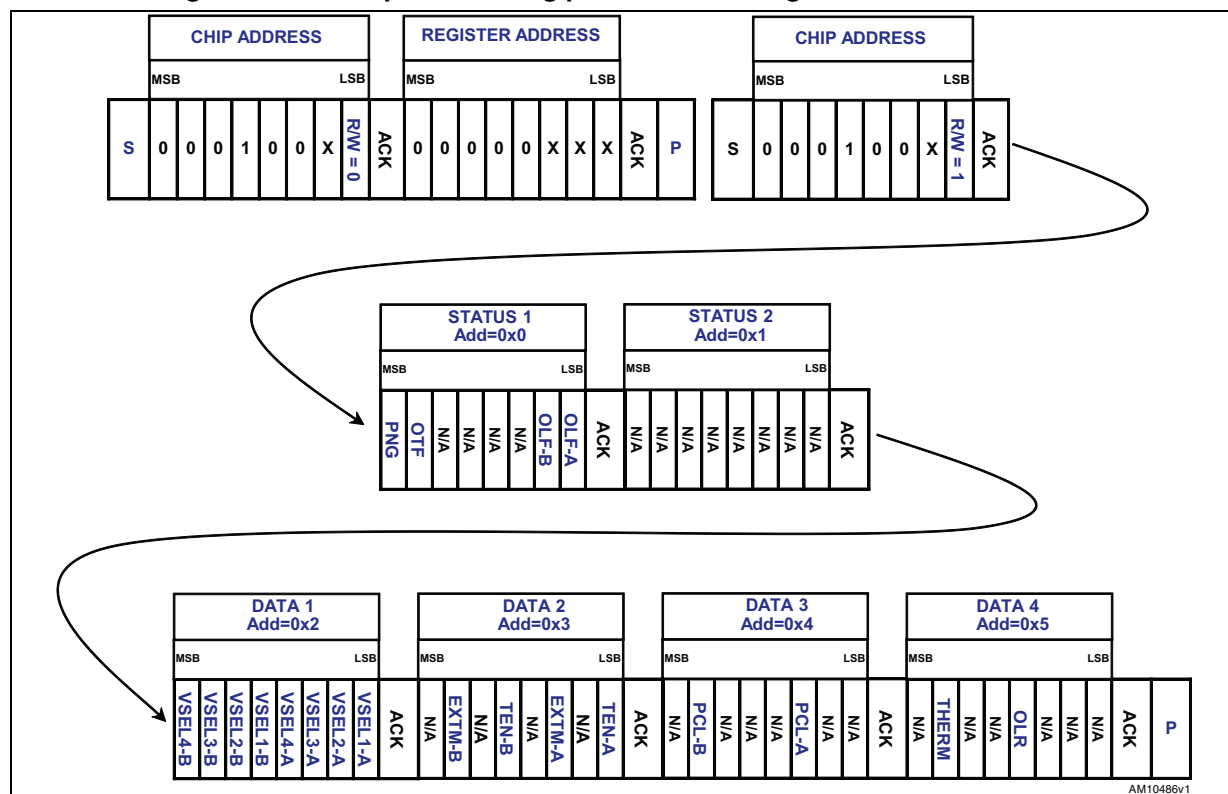 CHIP ADDRESS REGISTER ADDRESS CHIP ADDRESS
MSB LSB MSB LSB MSB LSB
S 0 0 0 1 0 0 X R/W = 0 ACK 0 0 0 0 0 X X X ACK P S 0 0 0 1 0 0 X R/W = 1 ACK
STATUS 1 STATUS 2
Add=0x0 Add=0x1
MSB LSB MSB LSB
PNG OTF N/A N/A N/A N/A OLF-B OLF-A ACK N/A N/A N/A N/A N/A N/A N/A N/A ACK
DATA 1 DATA 2 DATA 3 DATA 4
Add=0x2 Add=0x3 Add=0x4 Add=0x5
MSB LSB MSB LSB MSB LSB MSB LSB
VSEL4-B VSEL3-B VSEL2-B VSEL1-B VSEL4-A VSEL3-A VSEL2-A VSEL1-A ACK N/A EXTM-B N/A TEN-B N/A EXTM-A N/A TEN-A ACK N/A PCL-B N/A N/A N/A PCL-A N/A N/A ACK N/A THERM N/A N/A OLR N/A N/A N/A ACK P
AM10486v1